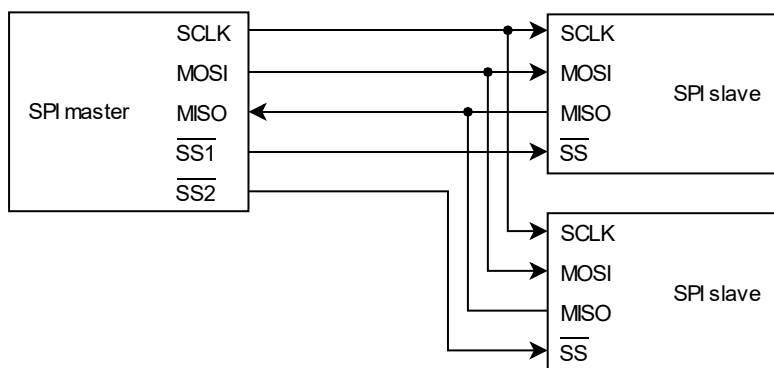 SPI master
SCLK
MOSI
MISO
SS1
SS2
SCLK
MOSI
MISO
SS
SPI slave
SCLK
MOSI
MISO
SS
SPI slave